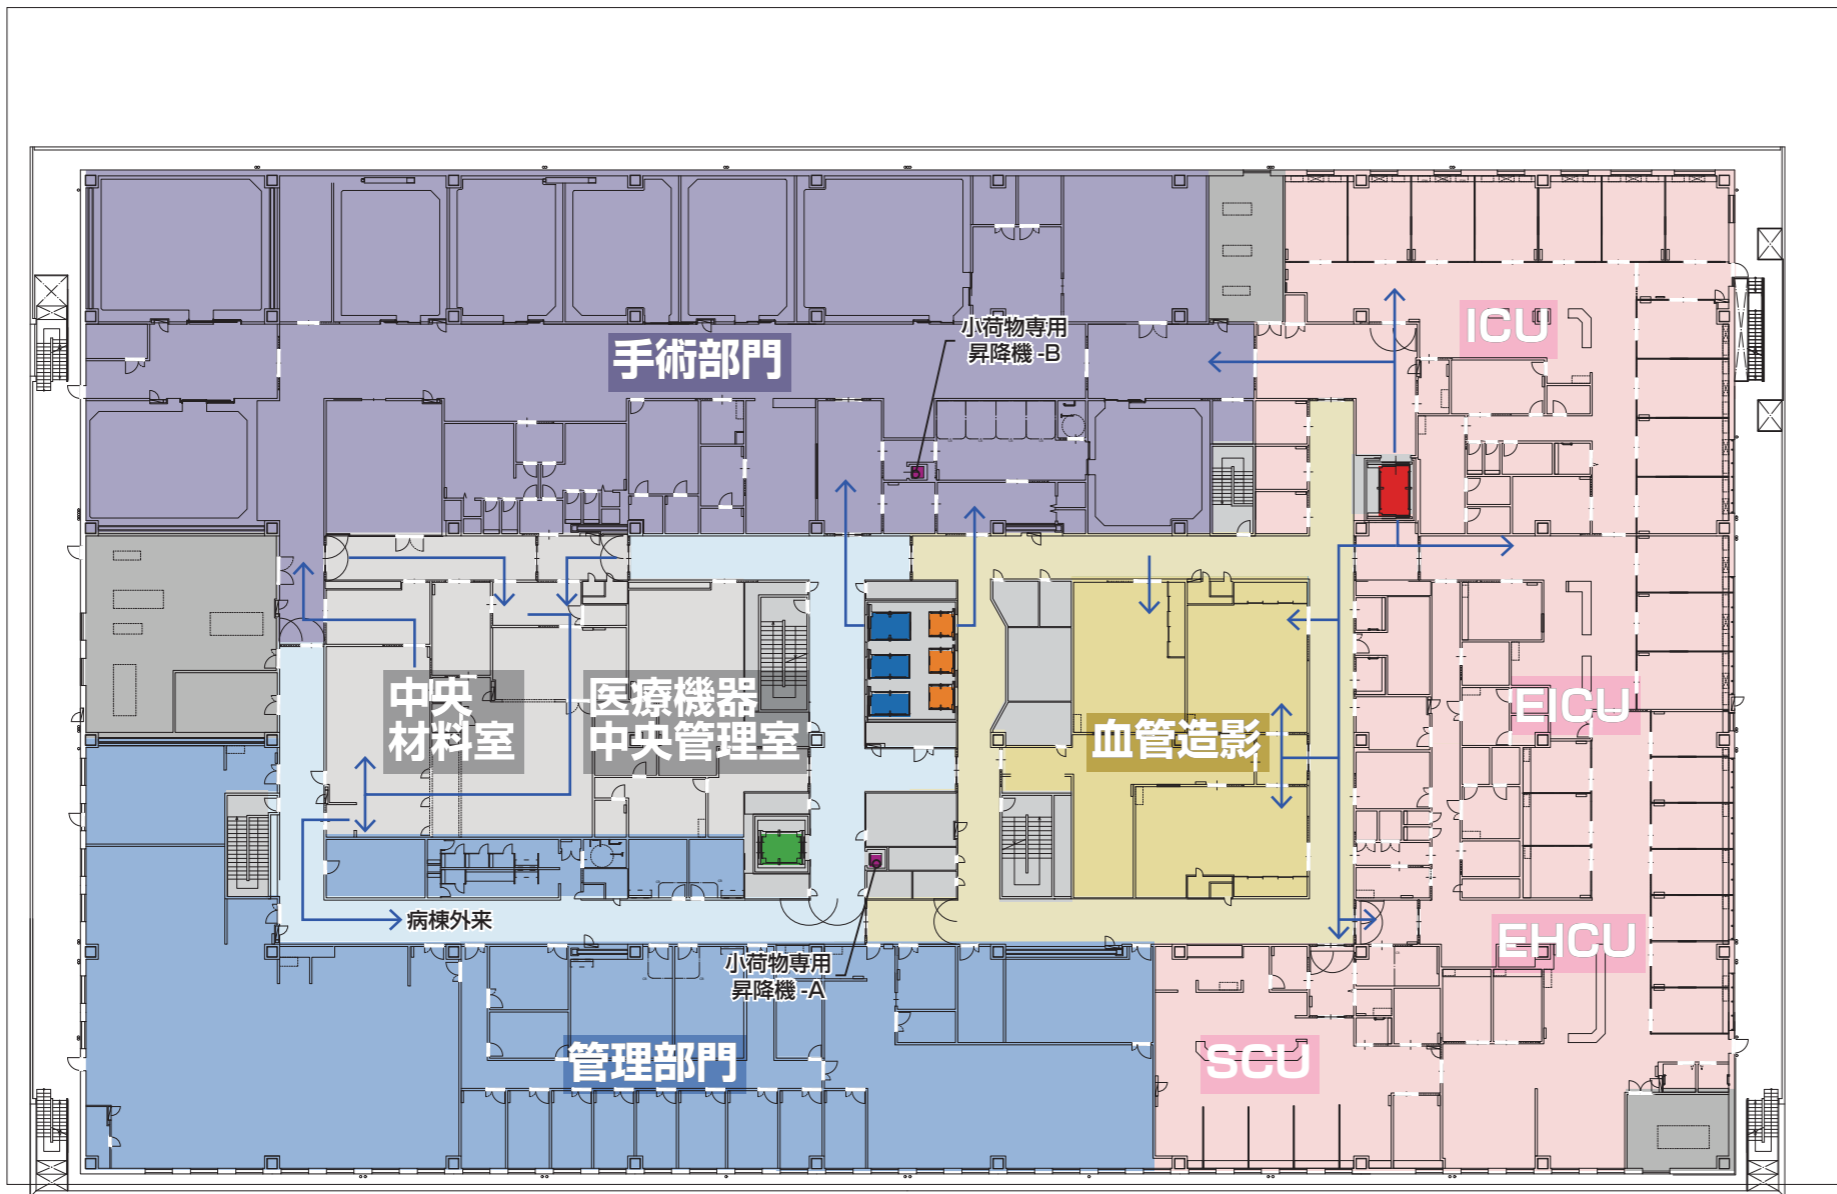 小荷物専用
昇降機 -B
ICU
手術部門
中央
材料室
医療機器
中央管理室
血管造影
EICU
病棟外来
EHCU
小荷物専用
昇降機 -A
管理部門
SCU